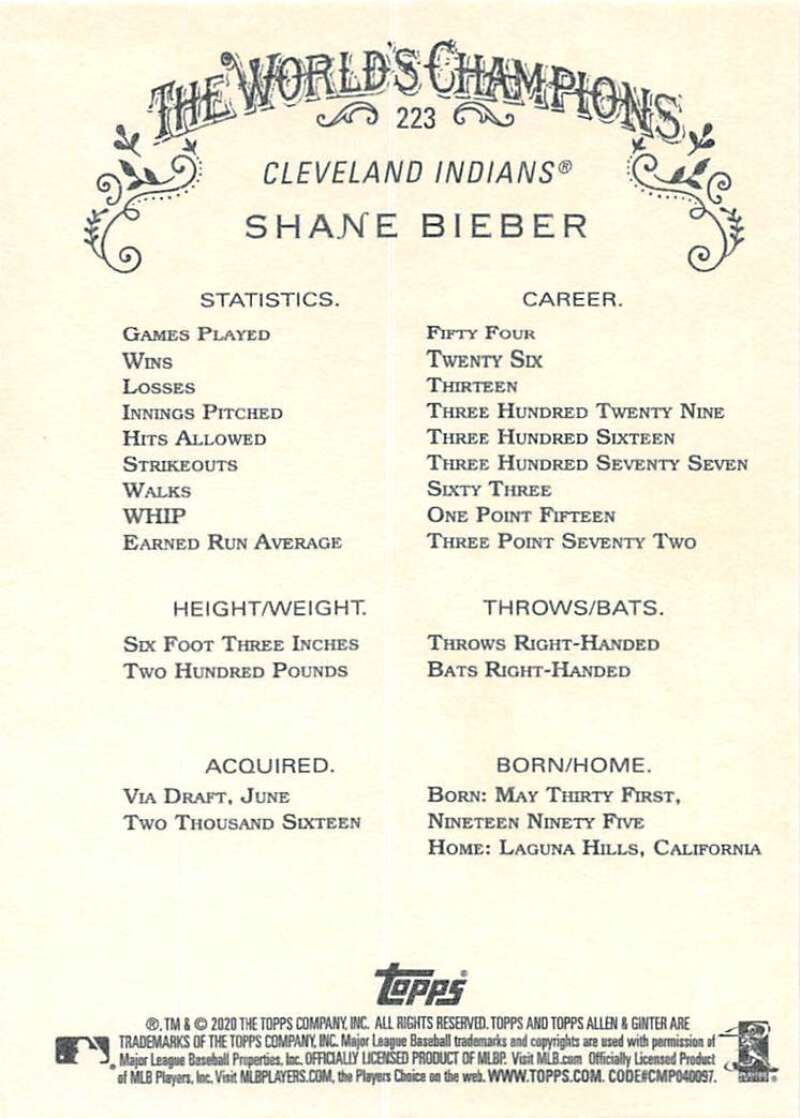 THE WORLD'S CHAMPIONS
223
CLEVELAND INDIANS®
SHANE BIEBER
STATISTICS.
GAMES PLAYED
WINS
LOSSES
INNINGS PITCHED
HITS ALLOWED
STRIKEOUTS
WALKS
WHIP
EARNED RUN AVERAGE
CAREER.
FIFTY FOUR
TWENTY SIX
THIRTEEN
THREE HUNDRED TWENTY NINE
THREE HUNDRED SIXTEEN
THREE HUNDRED SEVENTY SEVEN
SIXTY THREE
ONE POINT FIFTEEN
THREE POINT SEVENTY TWO
HEIGHT/WEIGHT.
SIX FOOT THREE INCHES
TWO HUNDRED POUNDS
THROWS/BATS.
THROWS RIGHT-HANDED
BATS RIGHT-HANDED
ACQUIRED.
VIA DRAFT, JUNE
TWO THOUSAND SIXTEEN
BORN/HOME.
BORN: MAY THIRTY FIRST,
NINETEEN NINETY FIVE
HOME: LAGUNA HILLS, CALIFORNIA
topps®
®, TM & © 2020 THE TOPPS COMPANY, INC. ALL RIGHTS RESERVED. TOPPS AND TOPPS ALLEN & GINTER ARE
TRADEMARKS OF THE TOPPS COMPANY, INC. Major League Baseball trademarks and copyrights are used with permission of
Major League Baseball Properties, Inc. OFFICIALLY LICENSED PRODUCT OF MLBP. Visit MLB.com Officially Licensed Product
of MLB Players, Inc. Visit MLBPLAYERS.COM, the Players Choice on the web. WWW.TOPPS.COM. CODE#CMP040097.